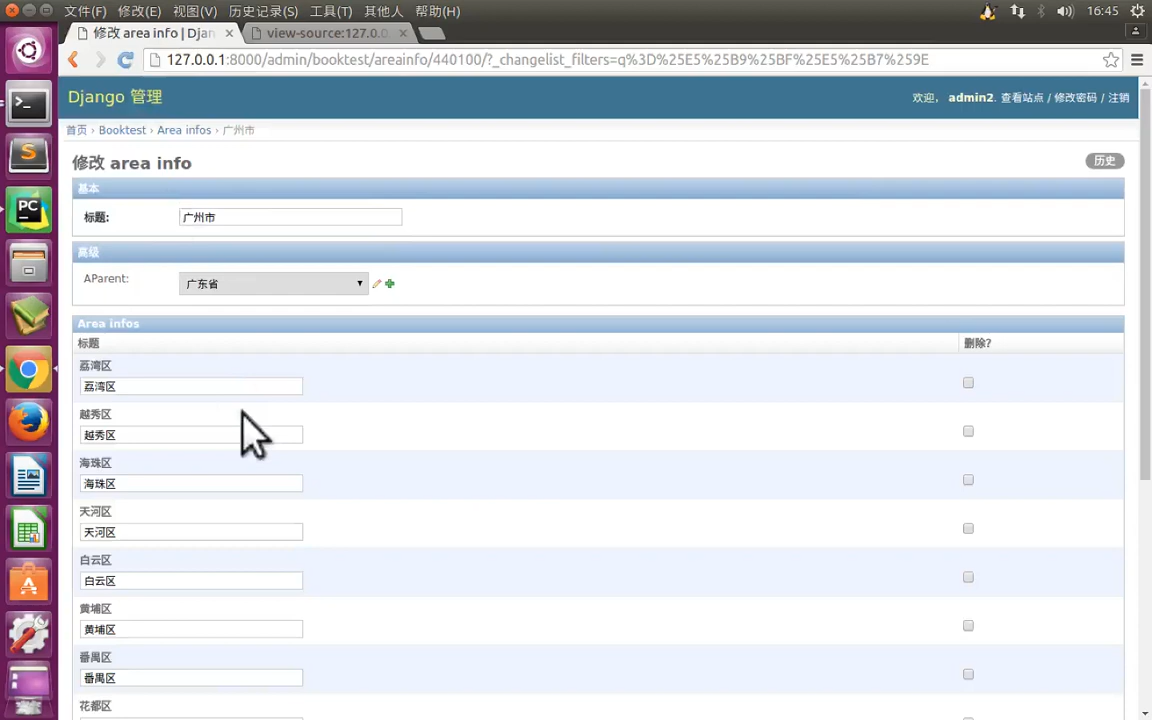 文件(F) 修改(E) 视图(V) 历史记录(S) 工具(T) 其他人 帮助(H) 16:45
修改 area info | Djan view-source:127.0.0
127.0.0.1:8000/admin/booktest/areainfo/440100/?_changelist_filters=q%3D%25E5%25B9%25BF%25E5%25B7%259E
Django 管理 欢迎， admin2. 查看站点 / 修改密码 / 注销
首页 › Booktest › Area infos › 广州市
修改 area info 历史
基本
标题: 广州市
高级
AParent: 广东省
Area infos
标题 删除?
荔湾区
荔湾区
越秀区
越秀区
海珠区
海珠区
天河区
天河区
白云区
白云区
黄埔区
黄埔区
番禺区
番禺区
花都区